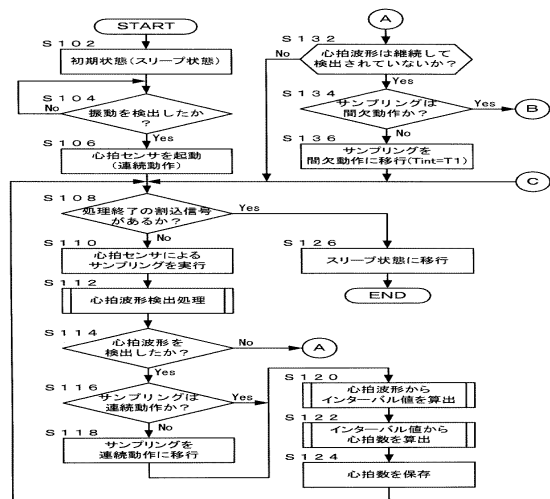 START
S102
初期状態(スリープ状態)
S104
振動を検出したか
?
No
Yes
S106
心拍センサを起動
(連続動作)
S108
処理終了の割込信号
があるか?
Yes
No
S110
心拍センサによる
サンプリングを実行
S112
心拍波形検出処理
S114
心拍波形を
検出したか?
No
A
Yes
S116
サンプリングは
連続動作か?
Yes
No
S118
サンプリングを
連続動作に移行
A
S132
心拍波形は継続して
検出されていないか?
No
Yes
S134
サンプリングは
間欠動作か?
Yes
B
No
S136
サンプリングを
間欠動作に移行(Tint=T1)
C
S126
スリープ状態に移行
END
S120
心拍波形から
インターバル値を算出
S122
インターバル値から
心拍数を算出
S124
心拍数を保存